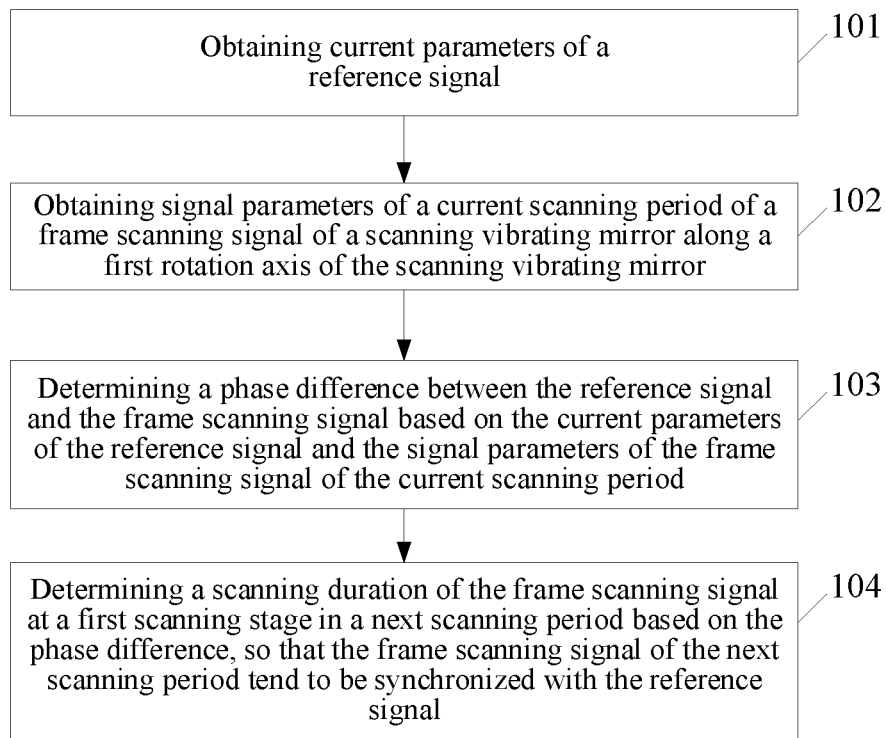 101
Obtaining current parameters of a
reference signal
102
Obtaining signal parameters of a current scanning period of a
frame scanning signal of a scanning vibrating mirror along a
first rotation axis of the scanning vibrating mirror
103
Determining a phase difference between the reference signal
and the frame scanning signal based on the current parameters
of the reference signal and the signal parameters of the frame
scanning signal of the current scanning period
104
Determining a scanning duration of the frame scanning signal
at a first scanning stage in a next scanning period based on the
phase difference, so that the frame scanning signal of the next
scanning period tend to be synchronized with the reference
signal